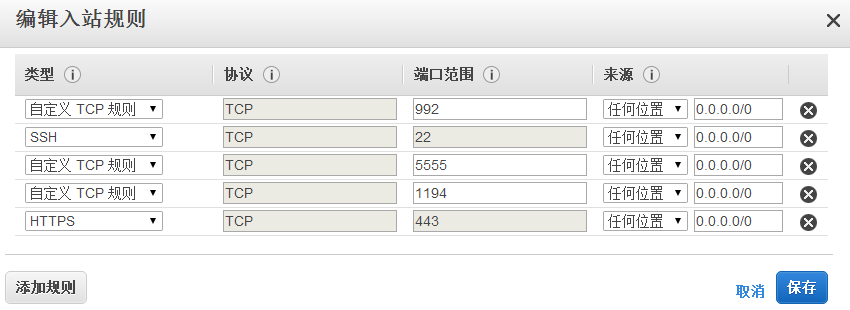 编辑入站规则
类型 协议 端口范围 来源
自定义 TCP 规则 TCP 992 任何位置 0.0.0.0/0
SSH TCP 22 任何位置 0.0.0.0/0
自定义 TCP 规则 TCP 5555 任何位置 0.0.0.0/0
自定义 TCP 规则 TCP 1194 任何位置 0.0.0.0/0
HTTPS TCP 443 任何位置 0.0.0.0/0
添加规则 取消 保存